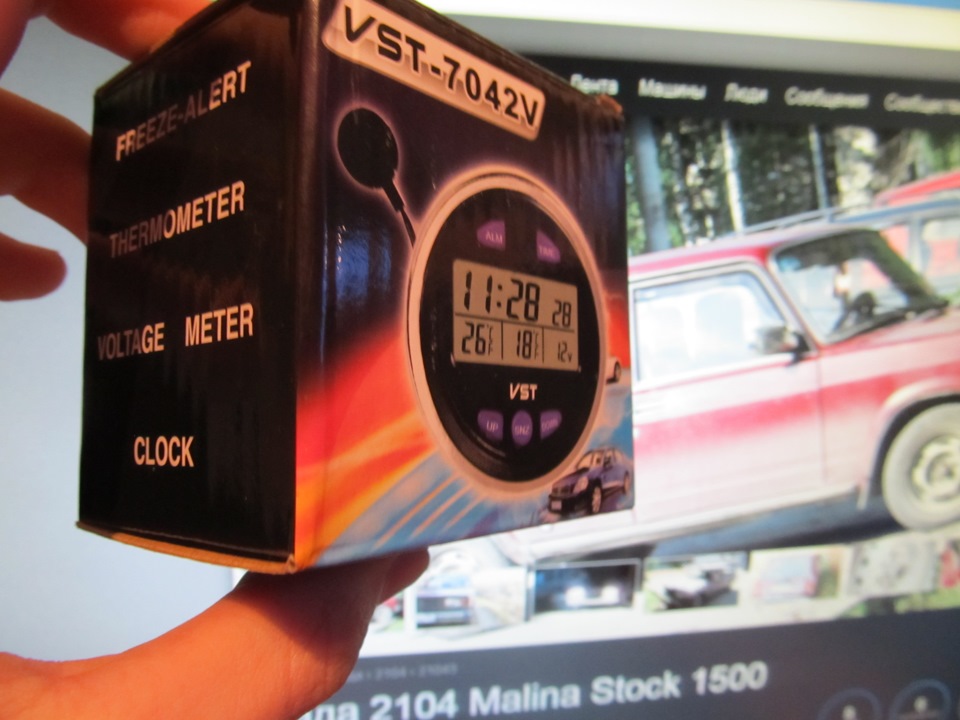 VST-7042V
FREEZE-ALERT
THERMOMETER
VOLTAGE METER
CLOCK
ALM
11:28 28
26 18 12v
VST
UP SNZ
Лента Машины Люди Сообщения
2104 Malina Stock 1500